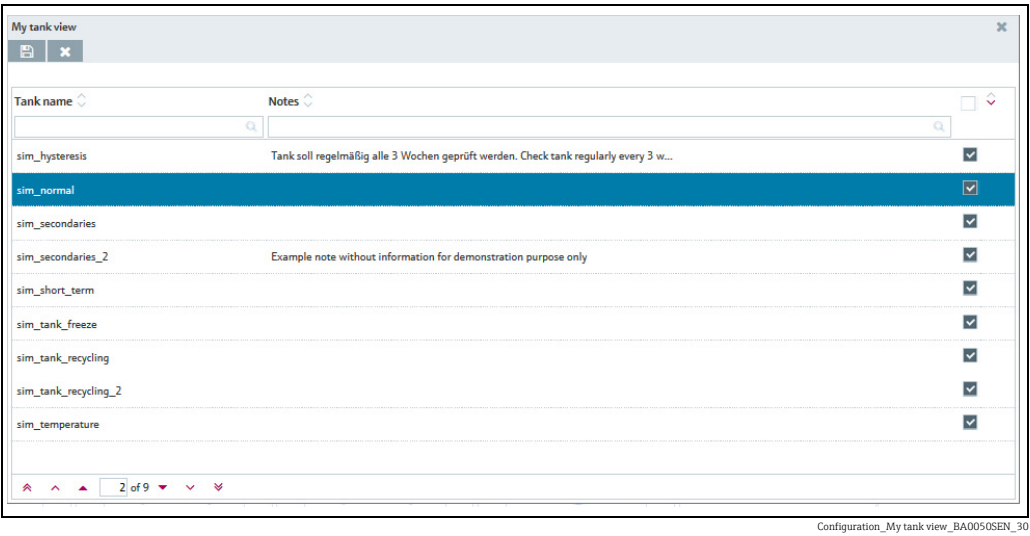 My tank view
Tank name Notes
sim_hysteresis Tank soll regelmäßig alle 3 Wochen geprüft werden. Check tank regularly every 3 w...
sim_normal
sim_secondaries
sim_secondaries_2 Example note without information for demonstration purpose only
sim_short_term
sim_tank_freeze
sim_tank_recycling
sim_tank_recycling_2
sim_temperature
2 of 9
Configuration_My tank view_BA00505EN_30